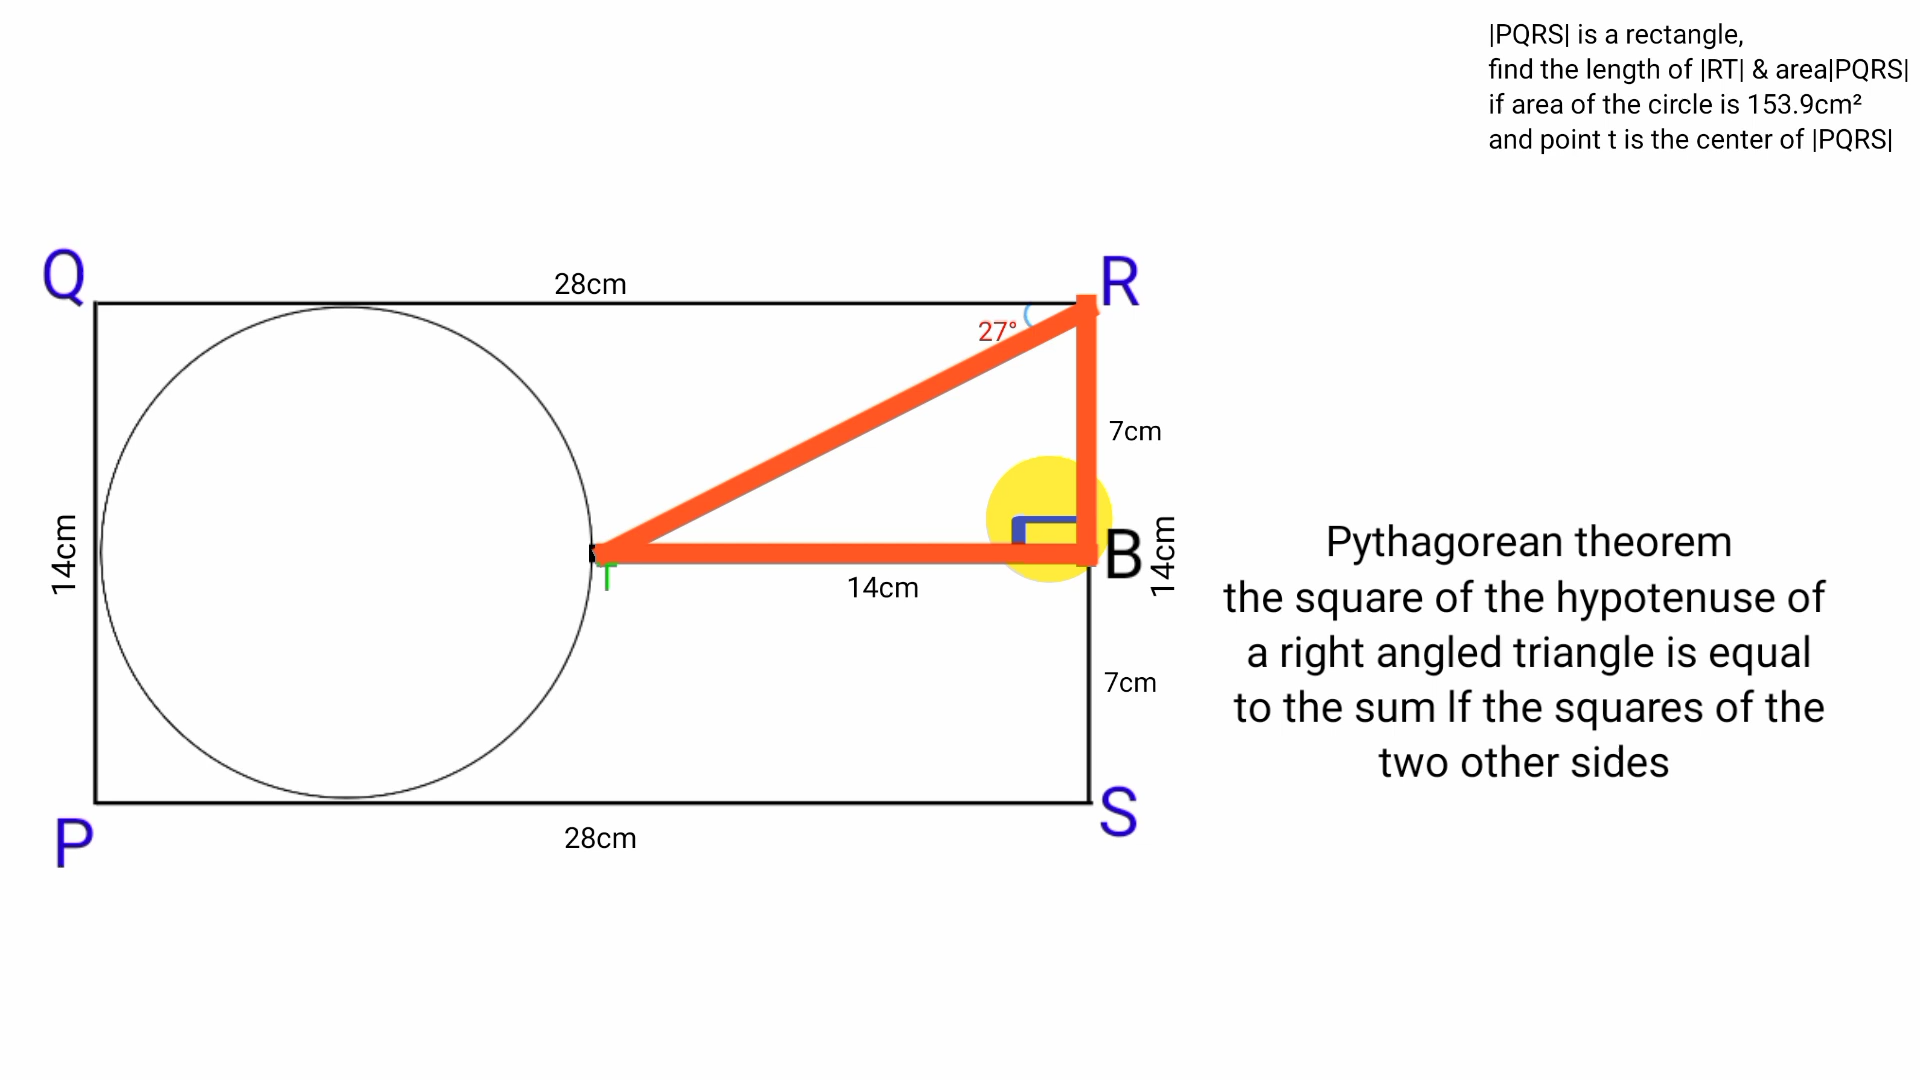 |PQRS| is a rectangle,
find the length of |RT| & area|PQRS|
if area of the circle is 153.9cm²
and point t is the center of |PQRS|
Q
28cm
R
27°
7cm
14cm
T
B
14cm
14cm
7cm
P
28cm
S
Pythagorean theorem
the square of the hypotenuse of
a right angled triangle is equal
to the sum lf the squares of the
two other sides